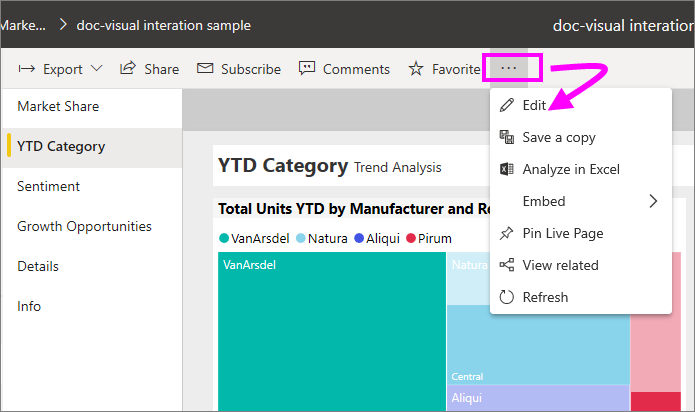 Marke... > doc-visual interation sample
doc-visual interation
Export
Share
Subscribe
Comments
Favorite
...
Market Share
YTD Category
Sentiment
Growth Opportunities
Details
Info
Edit
Save a copy
Analyze in Excel
Embed
Pin Live Page
View related
Refresh
YTD Category Trend Analysis
Total Units YTD by Manufacturer and Re
VanArsdel Natura Aliqui Pirum
VanArsdel
Natura
Central
Aliqui